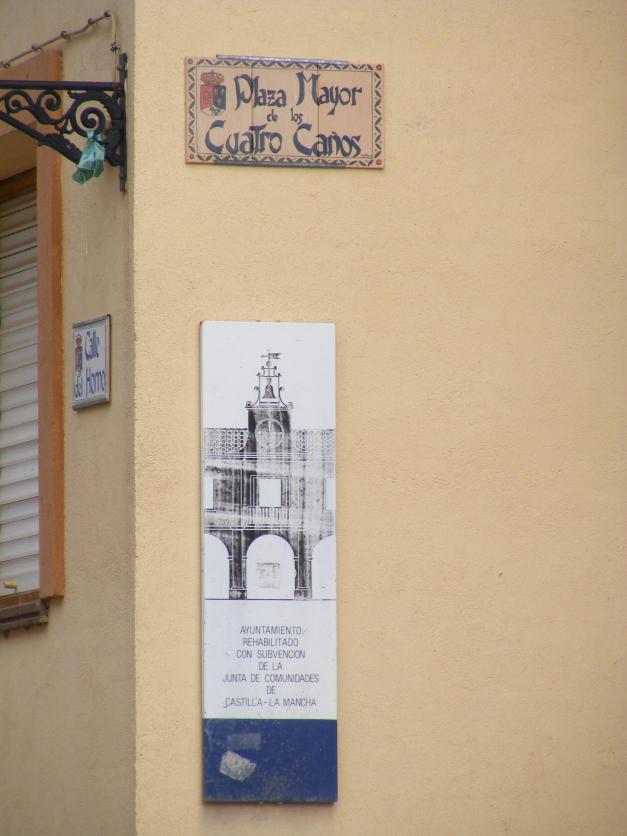 Plaza Mayor
de los
Cuatro Caños
Calle
del Horno
AYUNTAMIENTO
REHABILITADO
CON SUBVENCION
DE LA
JUNTA DE COMUNIDADES
DE
CASTILLA-LA MANCHA